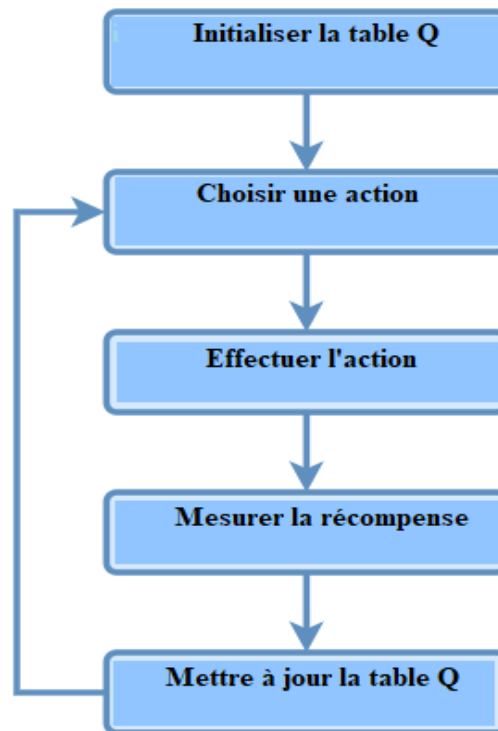 Initialiser la table Q
Choisir une action
Effectuer l'action
Mesurer la récompense
Mettre à jour la table Q